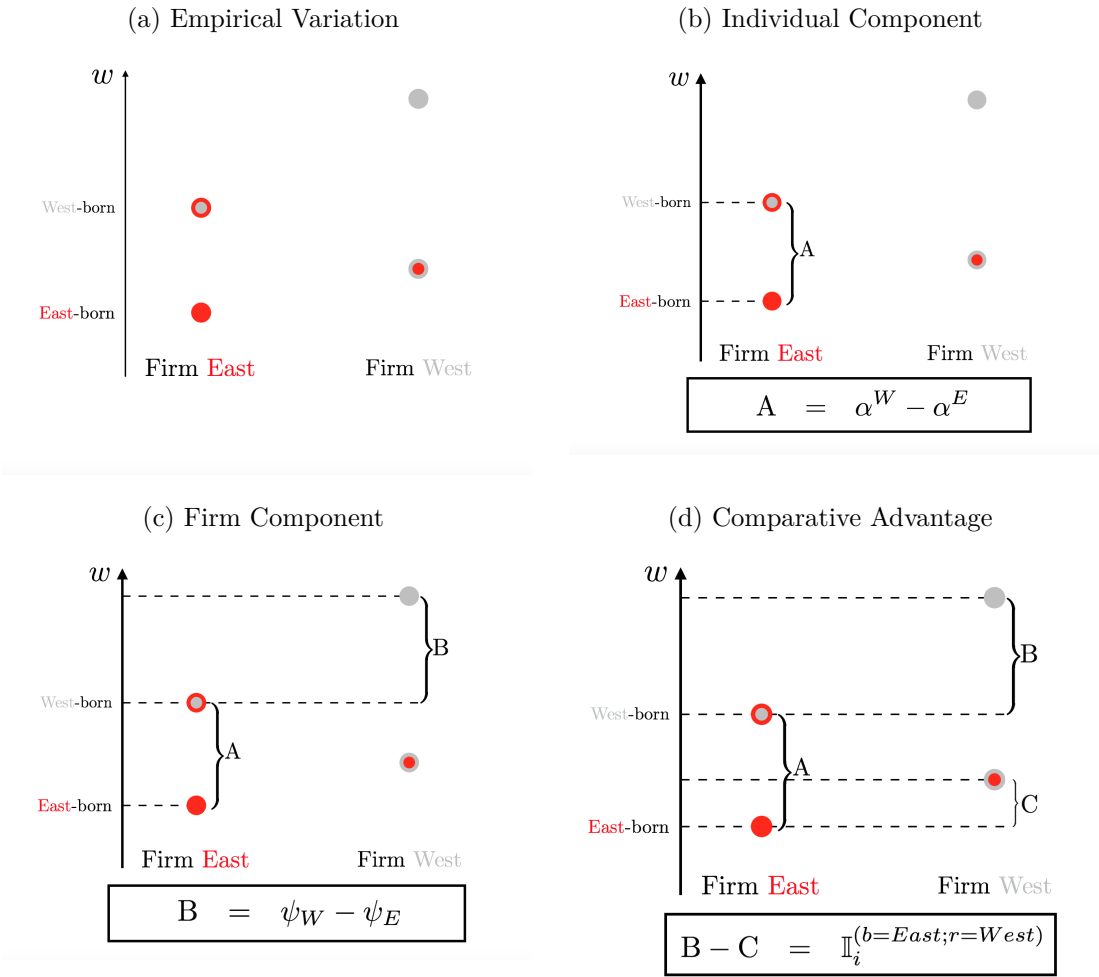 (a) Empirical Variation
w
West-born
East-born
Firm East
Firm West
(b) Individual Component
w
West-born
A
East-born
Firm East
Firm West
A = α^W − α^E
(c) Firm Component
w
B
West-born
A
East-born
Firm East
Firm West
B = ψ_W − ψ_E
(d) Comparative Advantage
w
B
West-born
A
C
East-born
Firm East
Firm West
B − C = 𝕀_i^(b=East;r=West)